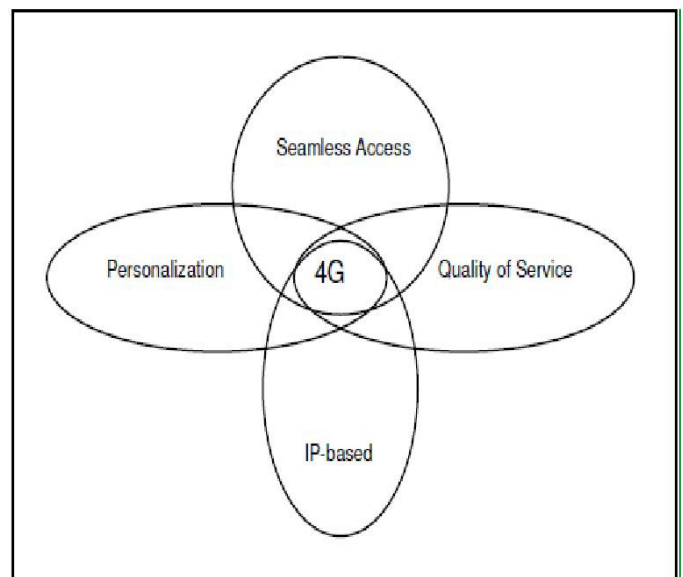 Seamless Access
Personalization
4G
Quality of Service
IP-based